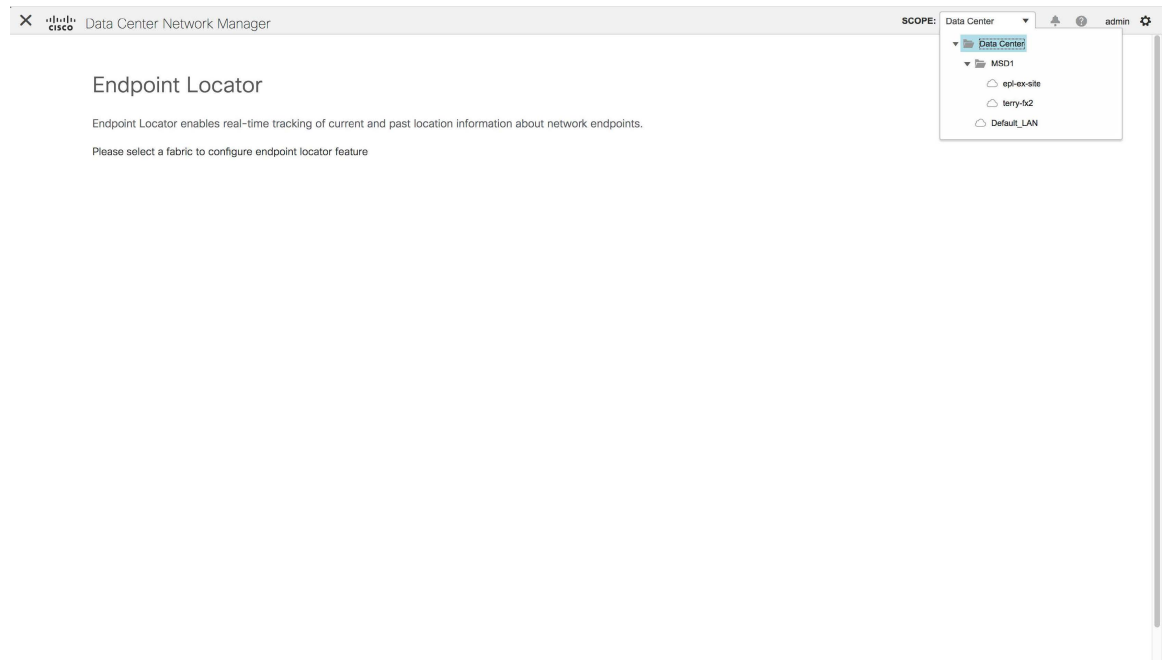 cisco Data Center Network Manager SCOPE: Data Center admin
Data Center
MSD1
epl-ex-site
terry-fx2
Default_LAN
Endpoint Locator
Endpoint Locator enables real-time tracking of current and past location information about network endpoints.
Please select a fabric to configure endpoint locator feature